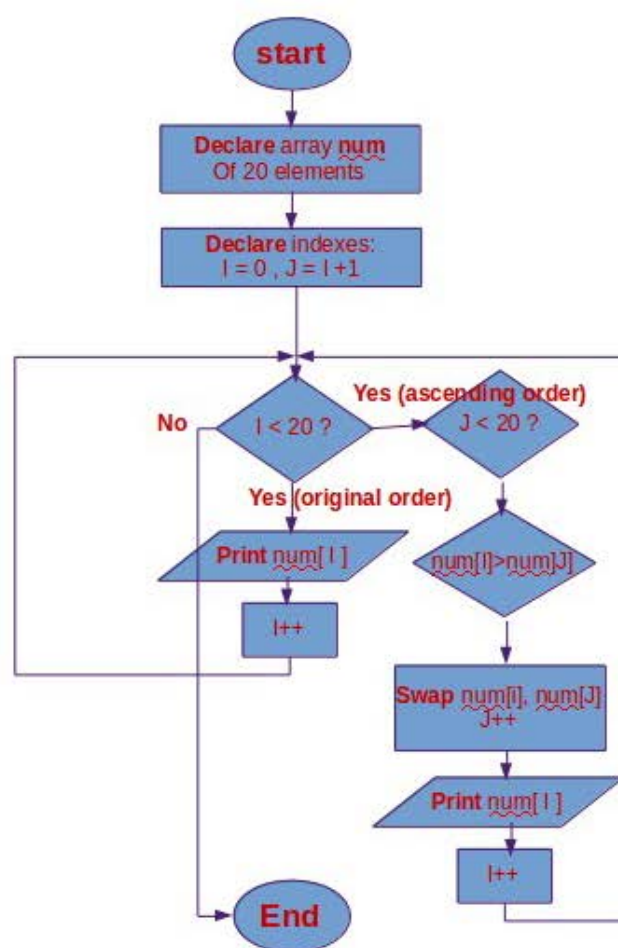 start
Declare array num
Of 20 elements
Declare indexes:
I = 0 , J = I +1
Yes (ascending order)
No
I < 20 ?
J < 20 ?
Yes (original order)
Print num[ I ]
num[I]>num]J]
I++
Swap num[i], num[J]
J++
Print num[ I ]
I++
End